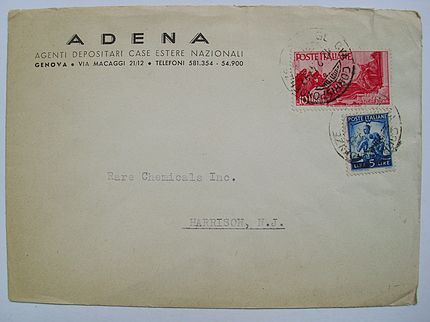 ADENA
AGENTI DEPOSITARI CASE ESTERE NAZIONALI
GENOVA • VIA MACAGGI 21/12 • TELEFONI 581.354 - 54.900
POSTE ITALIANE
POSTE ITALIANE
LIRE 5 LIRE
Rare Chemicals Inc.
HARRISON, N.J.